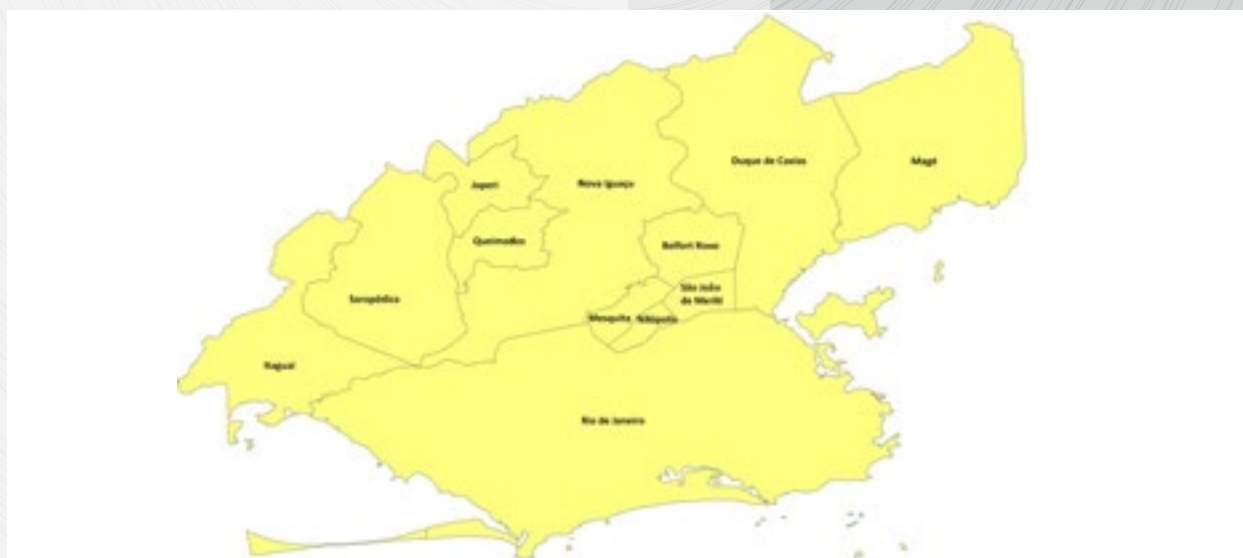 Duque de Caxias
Magé
Japeri
Nova Iguaçu
Queimados
Belford Roxo
Seropédica
São João
de Meriti
Mesquita
Nilópolis
Itaguaí
Rio de Janeiro